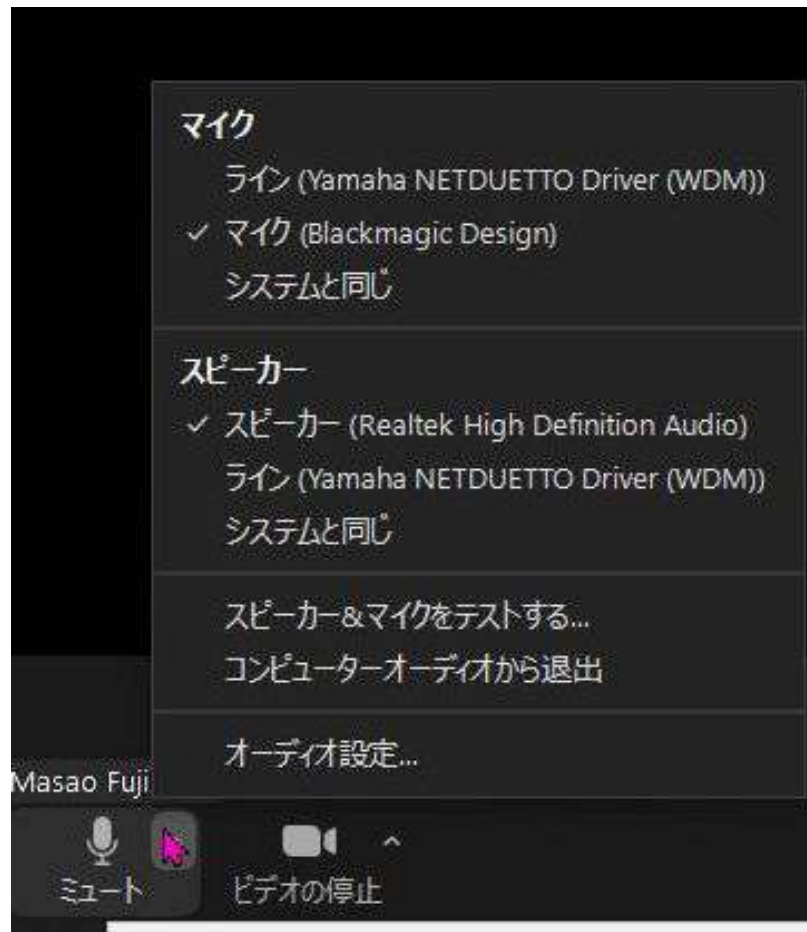 マイク
ライン (Yamaha NETDUETTO Driver (WDM))
マイク (Blackmagic Design)
システムと同じ
スピーカー
スピーカー (Realtek High Definition Audio)
ライン (Yamaha NETDUETTO Driver (WDM))
システムと同じ
スピーカー&マイクをテストする...
コンピューターオーディオから退出
オーディオ設定...
Masao Fuji
ミュート
ビデオの停止